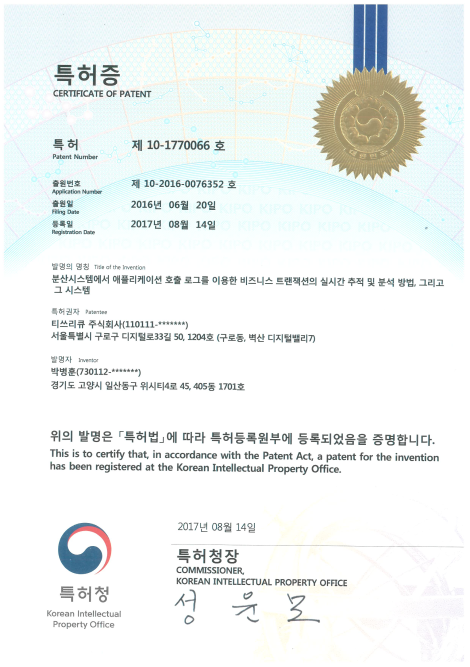 특허증
CERTIFICATE OF PATENT
특허 제 10-1770066 호
Patent Number
출원번호 제 10-2016-0076352 호
Application Number
출원일 2016년 06월 20일
Filing Date
등록일 2017년 08월 14일
Registration Date
발명의 명칭 Title of the Invention
분산시스템에서 애플리케이션 호출 로그를 이용한 비즈니스 트랜잭션의 실시간 추적 및 분석 방법, 그리고
그 시스템
특허권자 Patentee
티쓰리큐 주식회사(110111-*******)
서울특별시 구로구 디지털로33길 50, 1204호 (구로동, 벽산 디지털밸리7)
발명자 Inventor
박병훈(730112-*******)
경기도 고양시 일산동구 위시티4로 45, 405동 1701호
위의 발명은 「특허법」에 따라 특허등록원부에 등록되었음을 증명합니다.
This is to certify that, in accordance with the Patent Act, a patent for the invention
has been registered at the Korean Intellectual Property Office.
2017년 08월 14일
특허청장
COMMISSIONER,
KOREAN INTELLECTUAL PROPERTY OFFICE
성 윤 모
특허청
Korean Intellectual
Property Office